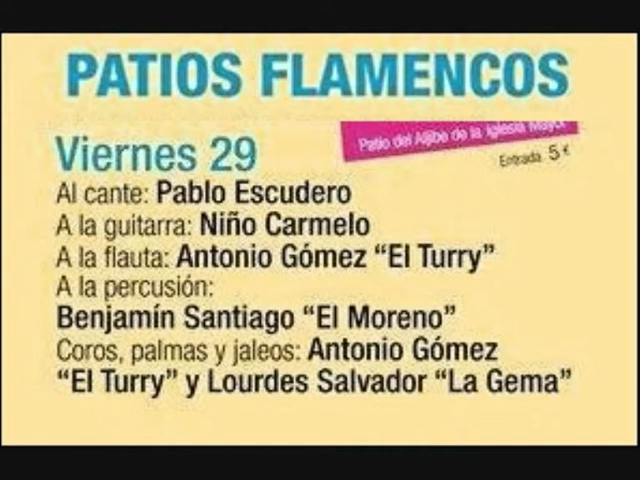 PATIOS FLAMENCOS
Patio del Aljibe de la Iglesia Mayor
Viernes 29
Entrada 5 €
Al cante: Pablo Escudero
A la guitarra: Niño Carmelo
A la flauta: Antonio Gómez “El Turry”
A la percusión:
Benjamín Santiago “El Moreno”
Coros, palmas y jaleos: Antonio Gómez
“El Turry” y Lourdes Salvador “La Gema”